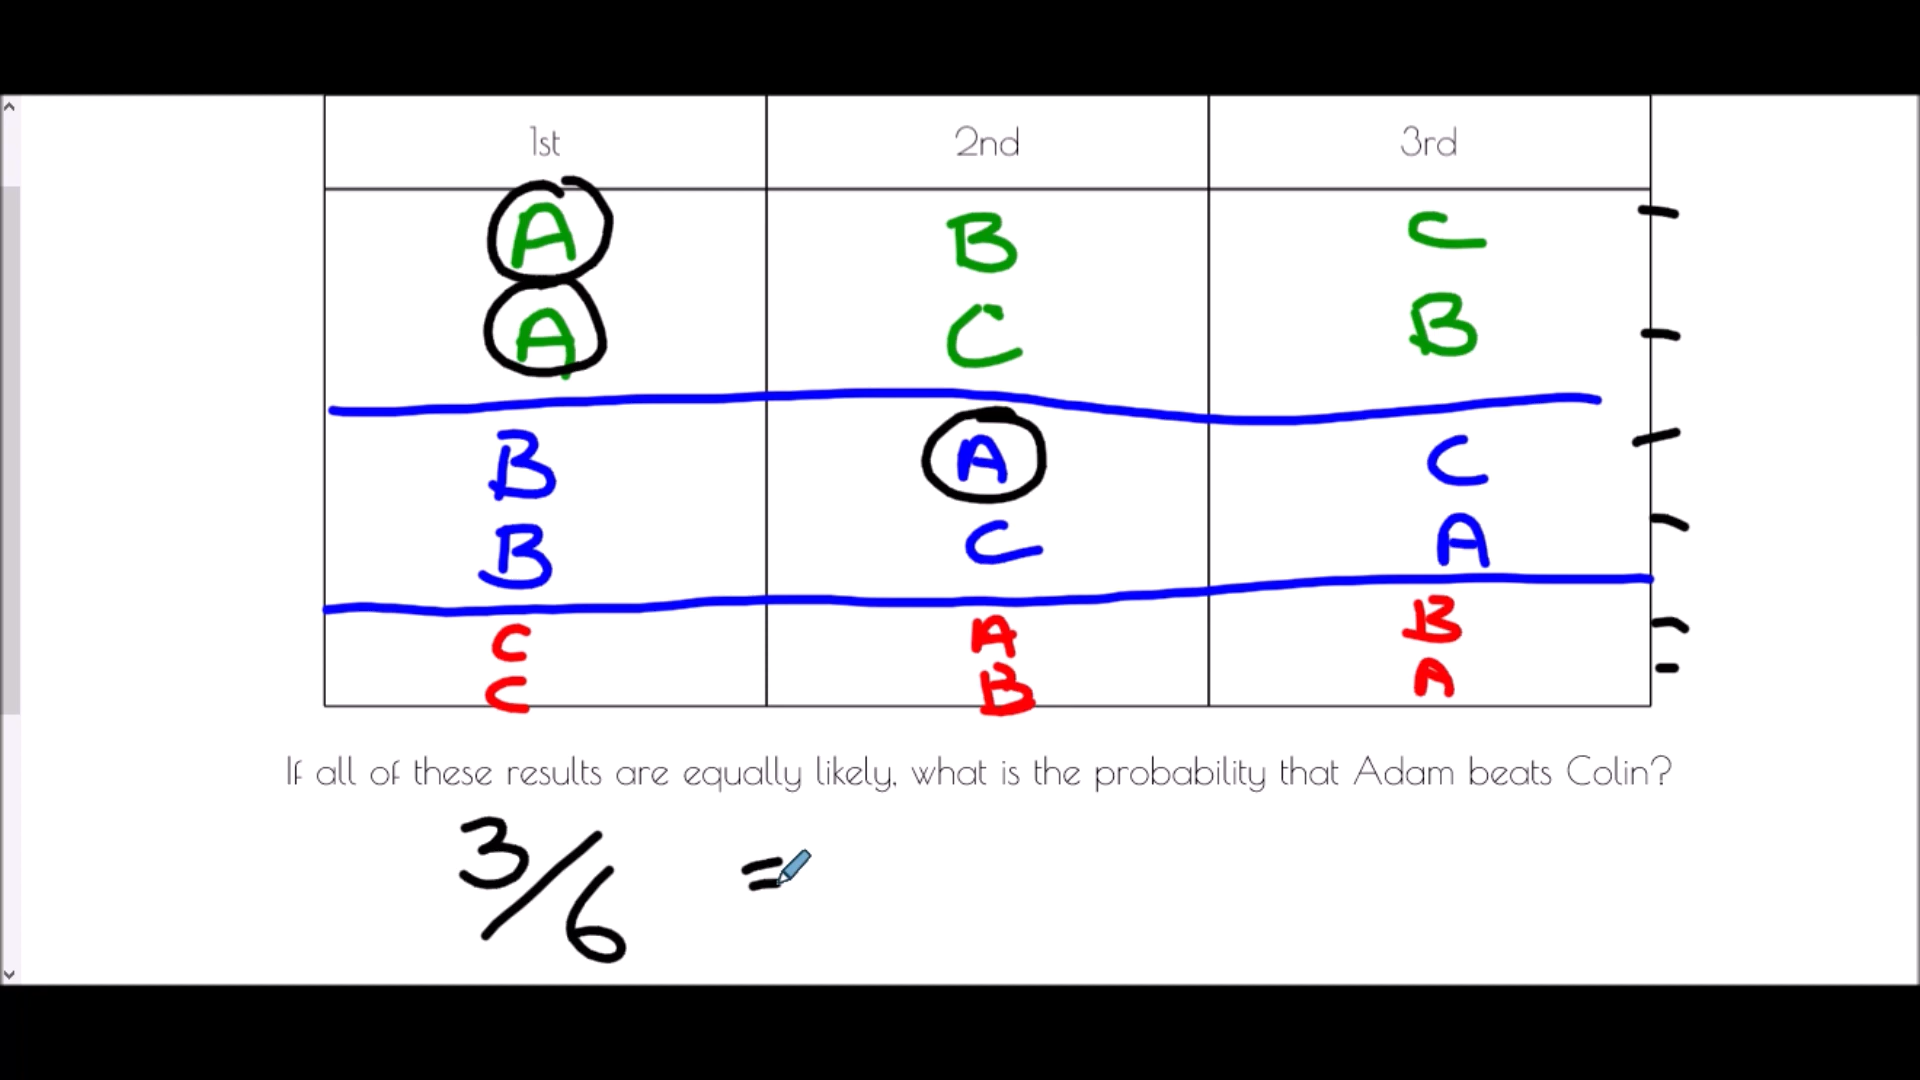 1st 2nd 3rd
A B C
A C B
B A C
B C A
C A B
C B A
If all of these results are equally likely, what is the probability that Adam beats Colin?
3/6 =